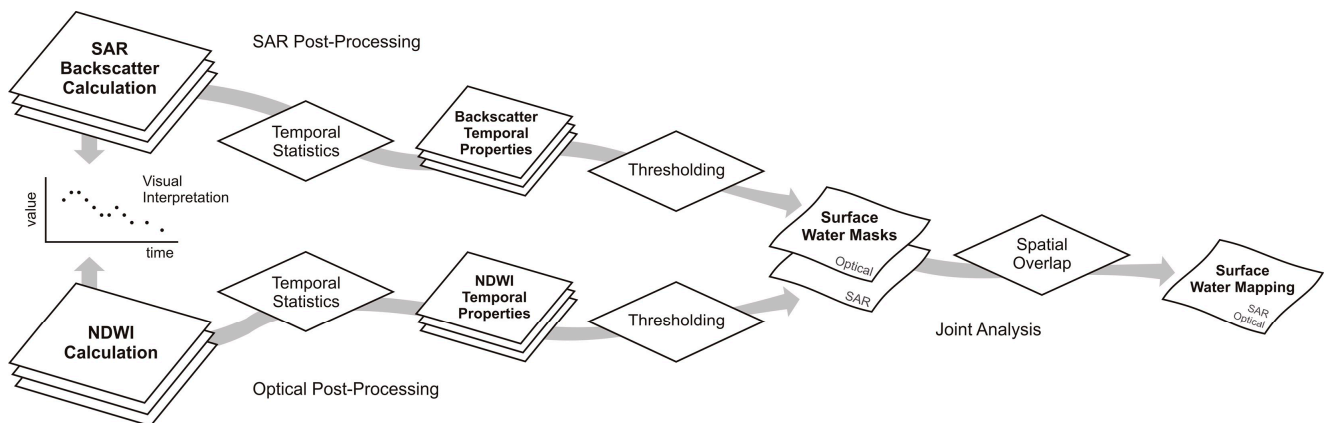 SAR
Backscatter
Calculation
SAR Post-Processing
Temporal
Statistics
Backscatter
Temporal
Properties
Thresholding
Visual
Interpretation
value
time
Surface
Water Masks
Optical
SAR
Spatial
Overlap
Surface
Water Mapping
SAR
Optical
Joint Analysis
NDWI
Calculation
Temporal
Statistics
NDWI
Temporal
Properties
Thresholding
Optical Post-Processing